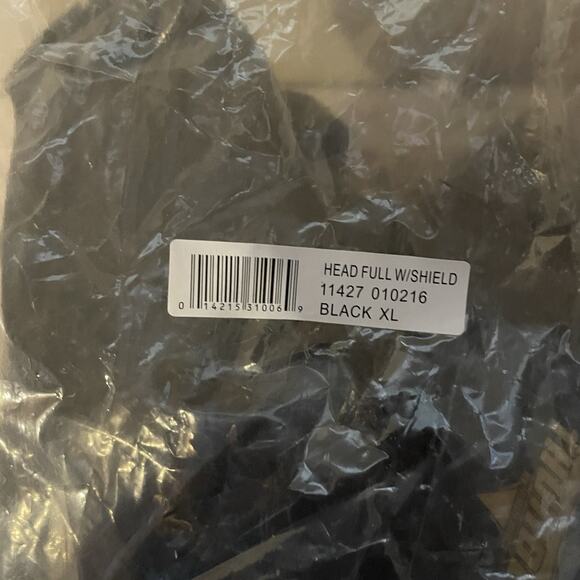 HEAD FULL W/SHIELD
11427 010216
BLACK XL
0 14215 31006 9